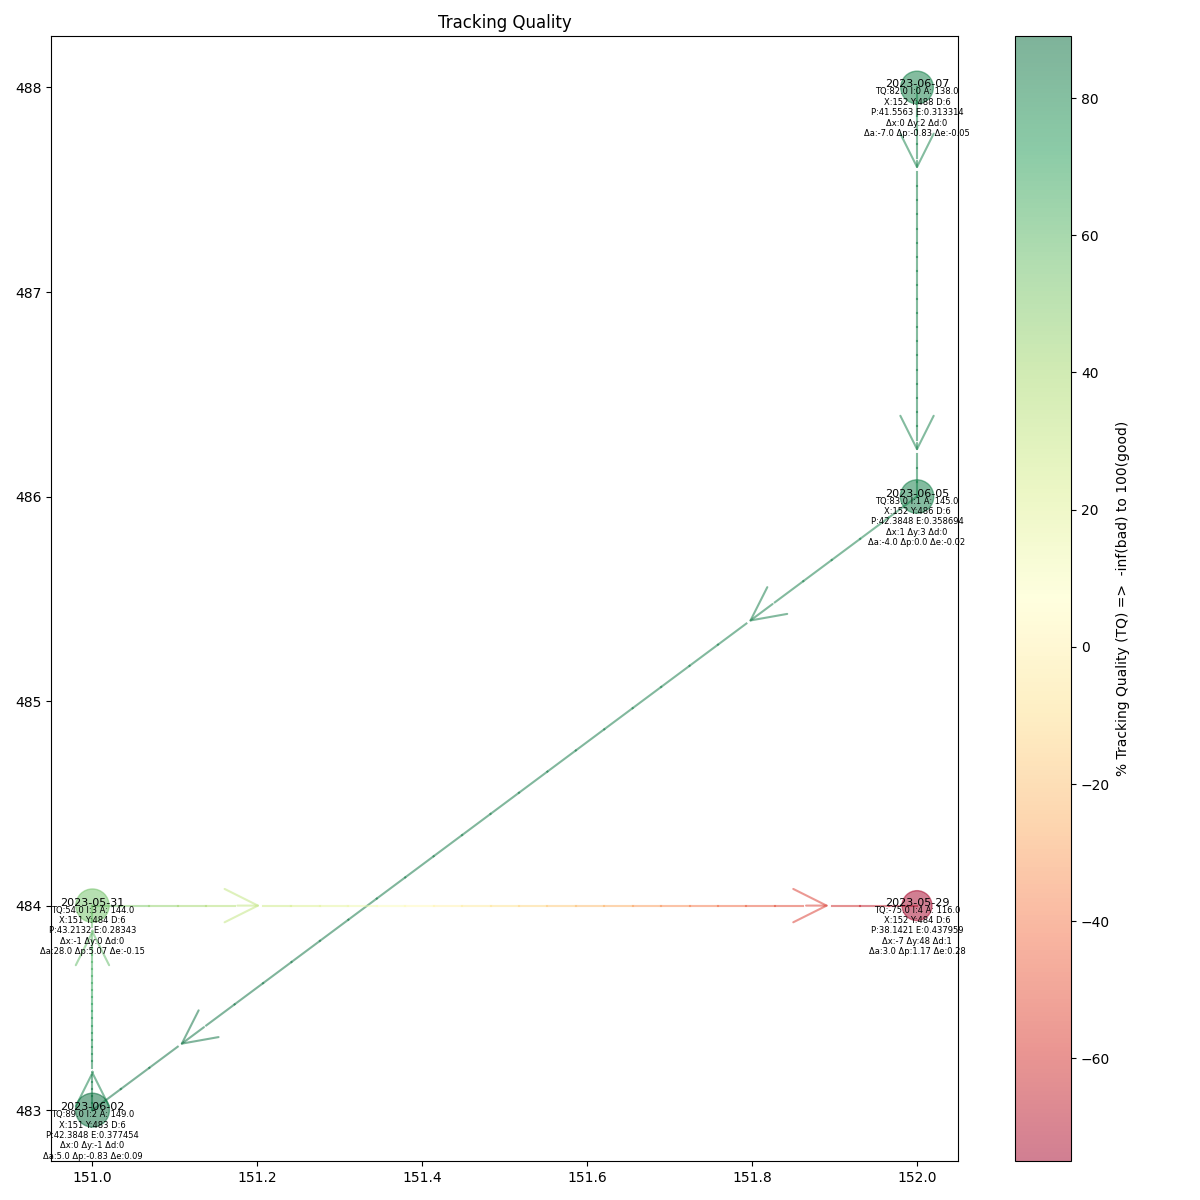 Tracking Quality
488
487
486
485
484
483
151.0
151.2
151.4
151.6
151.8
152.0
2023-06-07
TQ:82.0 I:0 A: 138.0
X:152 Y:488 D:6
P:41.5563 E:0.313314
Δx:0 Δy:2 Δd:0
Δa:-7.0 Δp:-0.83 Δe:-0.05
2023-06-05
TQ:83.0 I:1 A: 145.0
X:152 Y:486 D:6
P:42.3848 E:0.358694
Δx:1 Δy:3 Δd:0
Δa:-4.0 Δp:0.0 Δe:-0.02
2023-05-31
TQ:54.0 I:3 A: 144.0
X:151 Y:484 D:6
P:43.2132 E:0.28343
Δx:-1 Δy:0 Δd:0
Δa:28.0 Δp:5.07 Δe:-0.15
2023-05-29
TQ:-75.0 I:4 A: 116.0
X:152 Y:484 D:6
P:38.1421 E:0.437959
Δx:-7 Δy:48 Δd:1
Δa:3.0 Δp:1.17 Δe:0.28
2023-06-02
TQ:89.0 I:2 A: 149.0
X:151 Y:483 D:6
P:42.3848 E:0.377454
Δx:0 Δy:-1 Δd:0
Δa:5.0 Δp:-0.83 Δe:0.09
80
60
40
20
0
−20
−40
−60
% Tracking Quality (TQ) => -inf(bad) to 100(good)